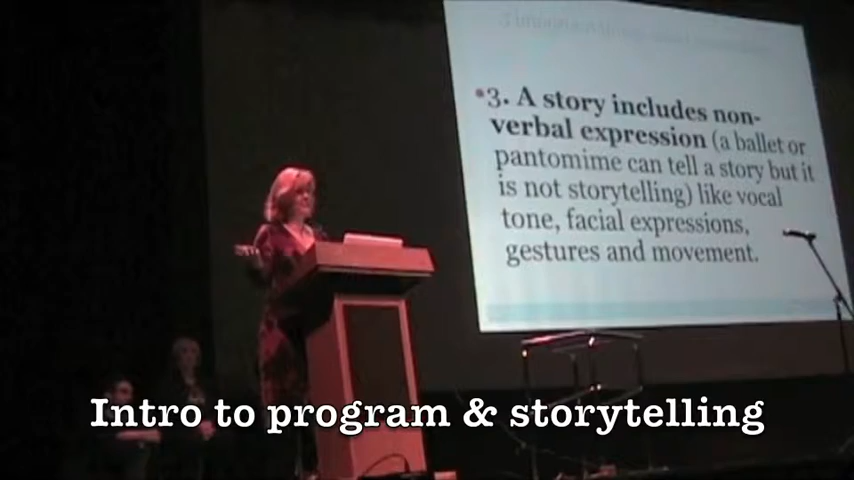 •3. A story includes non-
verbal expression (a ballet or
pantomime can tell a story but it
is not storytelling) like vocal
tone, facial expressions,
gestures and movement.
Intro to program & storytelling